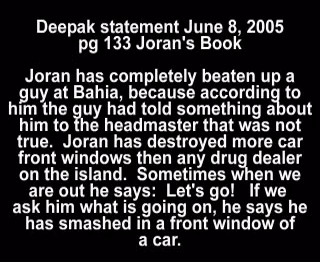 Deepak statement June 8, 2005
pg 133 Joran's Book
Joran has completely beaten up a
guy at Bahia, because according to
him the guy had told something about
him to the headmaster that was not
true.  Joran has destroyed more car
front windows then any drug dealer
on the island.  Sometimes when we
are out he says:  Let's go!   If we
ask him what is going on, he says he
has smashed in a front window of
a car.